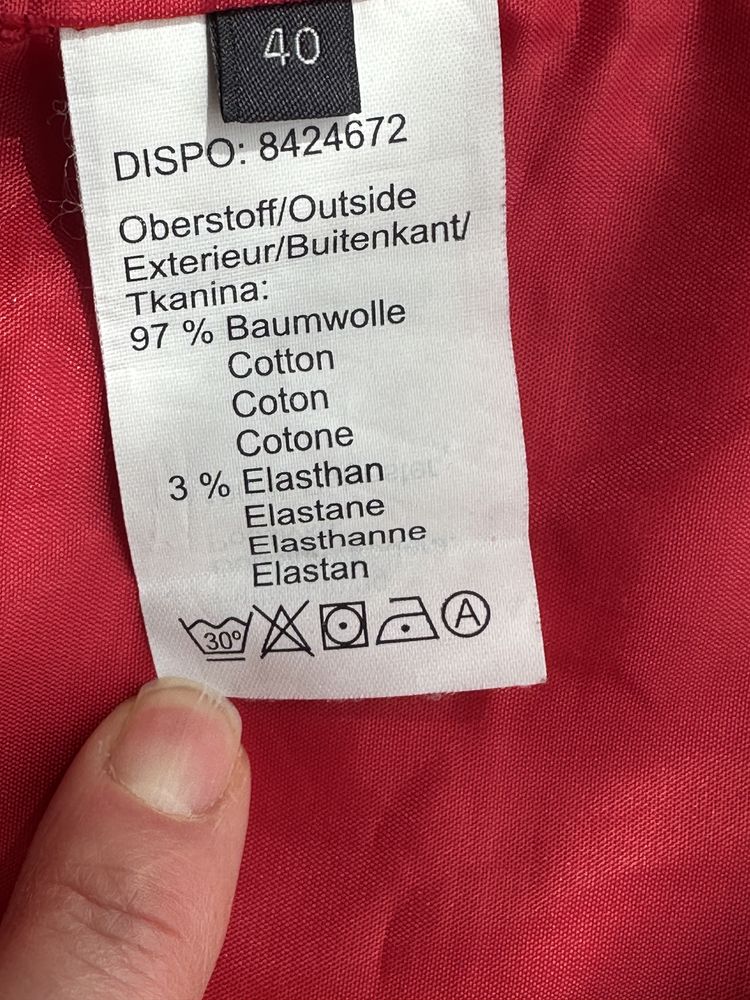 40
DISPO: 8424672
Oberstoff/Outside
Exterieur/Buitenkant/
Tkanina:
97 % Baumwolle
Cotton
Coton
Cotone
3 % Elasthan
Elastane
Elasthanne
Elastan
30° A